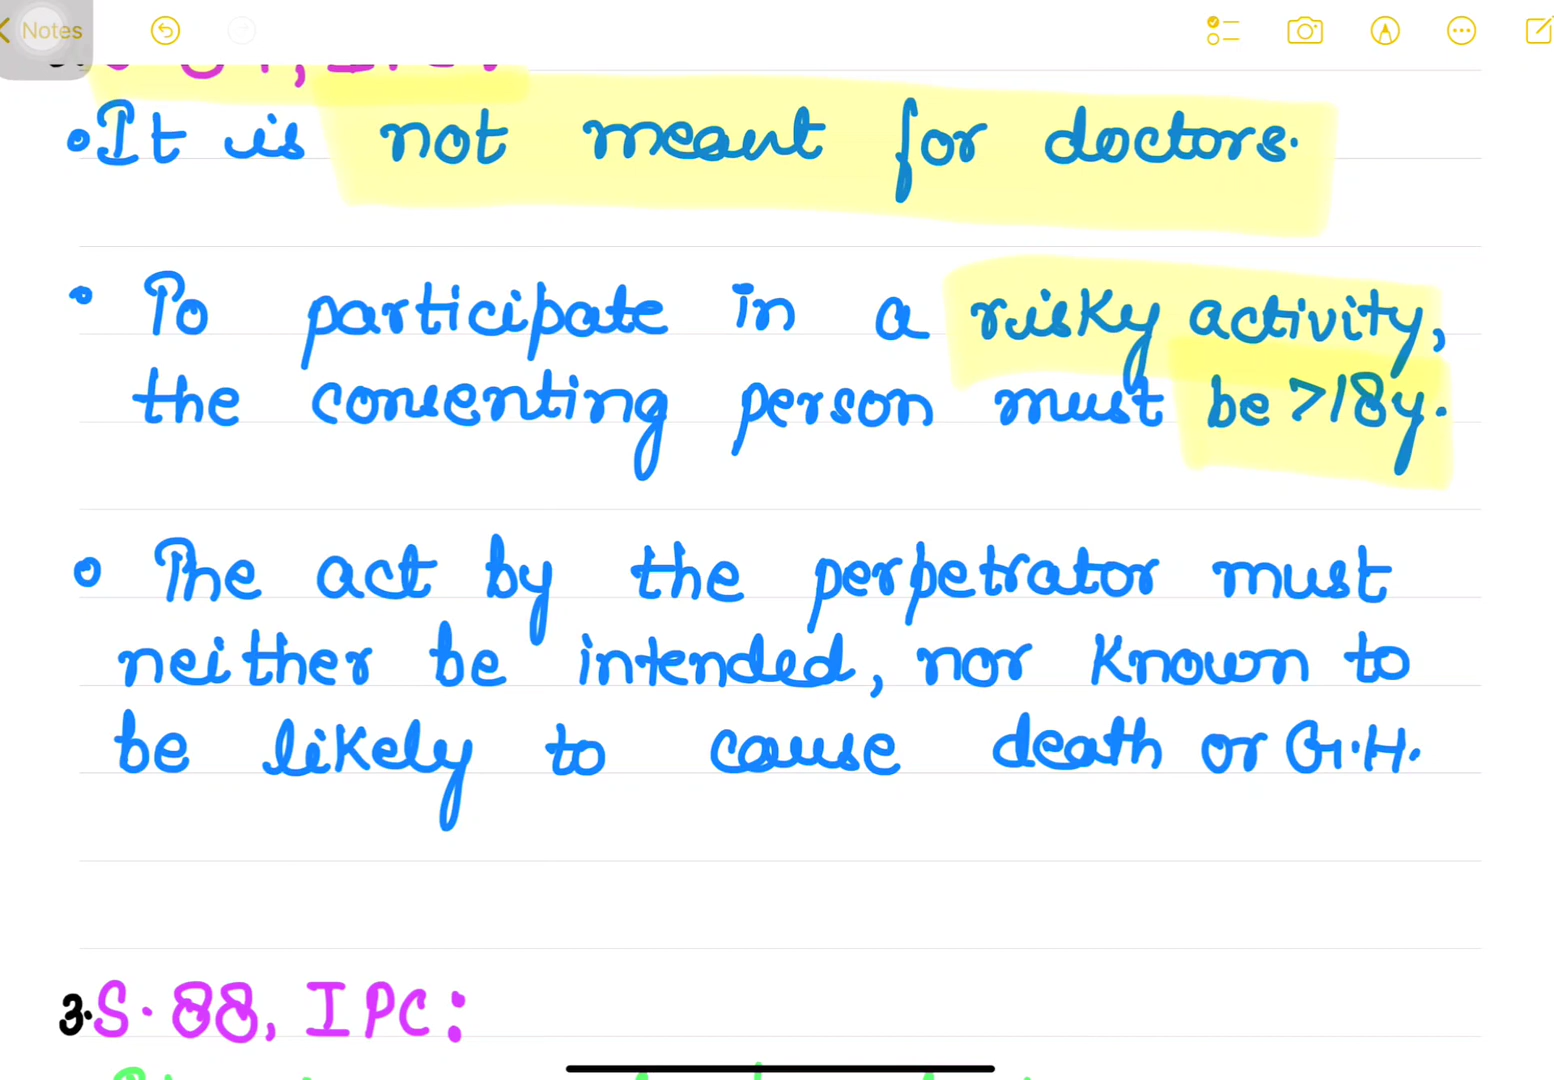 Notes
•It is not meant for doctors.
• To participate in a risky activity,
the consenting person must be >18y.
• The act by the perpetrator must
neither be intended, nor known to
be likely to cause death or G.H.
3. S. 88, IPC: